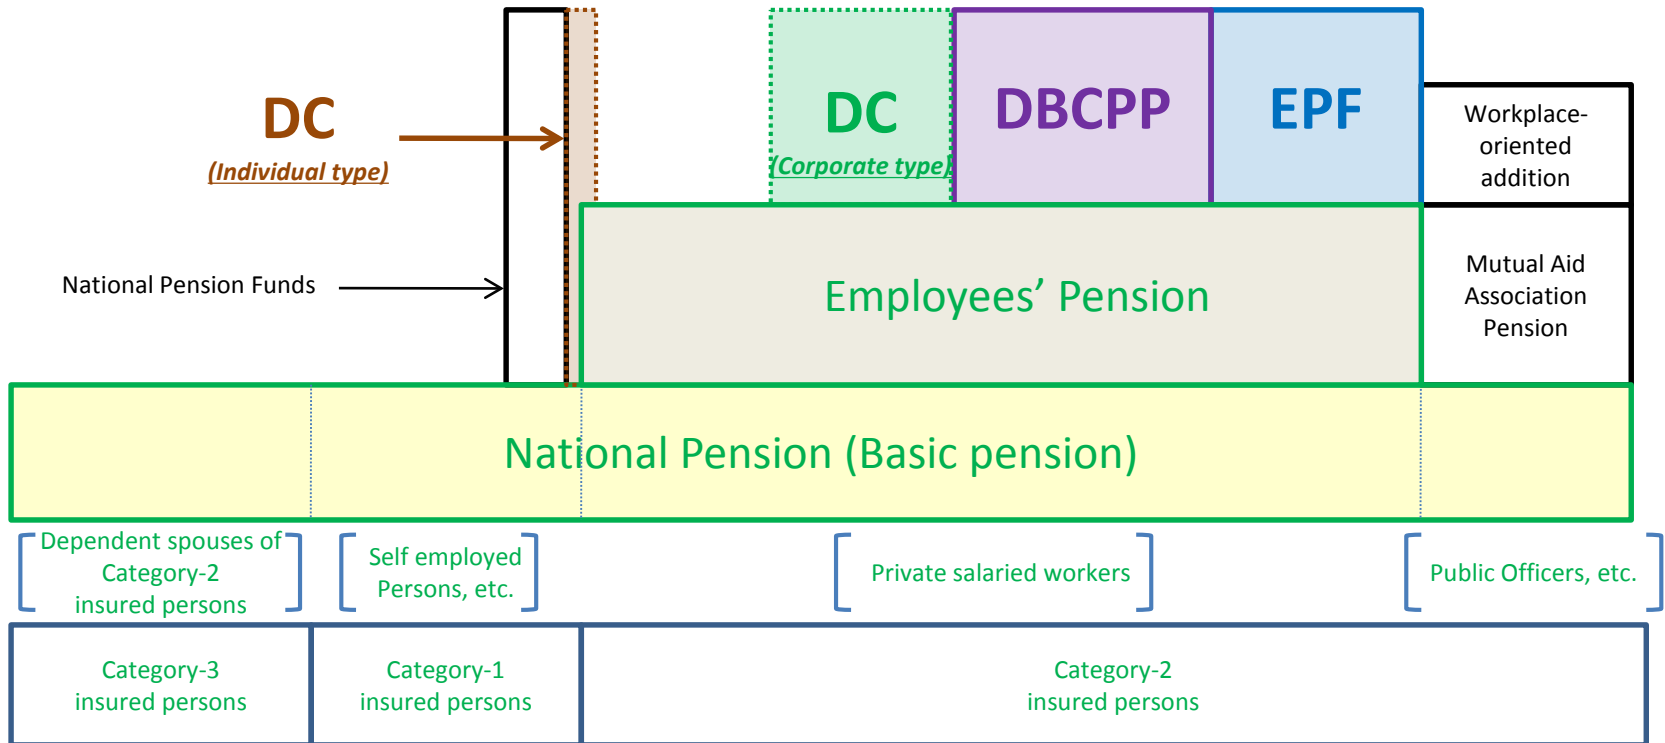 DC
(Individual type)
DC
(Corporate type)
DBCPP
EPF
Workplace-
oriented
addition
National Pension Funds
Employees’ Pension
Mutual Aid
Association
Pension
National Pension (Basic pension)
Dependent spouses of
Category-2
insured persons
Self employed
Persons, etc.
Private salaried workers
Public Officers, etc.
Category-3
insured persons
Category-1
insured persons
Category-2
insured persons